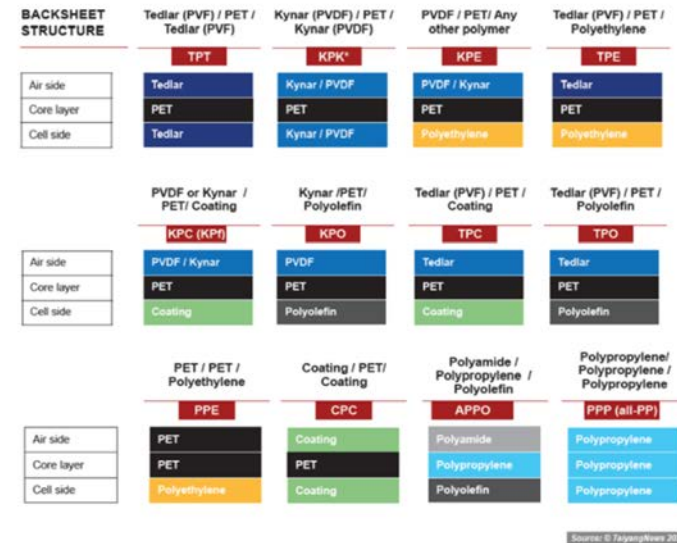 BACKSHEET
STRUCTURE
Tedlar (PVF) / PET /
Tedlar (PVF)
Kynar (PVDF) / PET /
Kynar (PVDF)
PVDF / PET/ Any
other polymer
Tedlar (PVF) / PET /
Polyethylene
TPT
KPK*
KPE
TPE
Air side
Tedlar
Kynar / PVDF
PVDF / Kynar
Tedlar
Core layer
PET
PET
PET
PET
Cell side
Tedlar
Kynar / PVDF
Polyethylene
Polyethylene
PVDF or Kynar /
PET/ Coating
Kynar /PET/
Polyolefin
Tedlar (PVF) / PET /
Coating
Tedlar (PVF) / PET /
Polyolefin
KPC (KPf)
KPO
TPC
TPO
Air side
PVDF / Kynar
PVDF
Tedlar
Tedlar
Core layer
PET
PET
PET
PET
Cell side
Coating
Polyolefin
Coating
Polyolefin
PET / PET /
Polyethylene
Coating / PET/
Coating
Polyamide /
Polypropylene /
Polyolefin
Polypropylene/
Polypropylene /
Polypropylene
PPE
CPC
APPO
PPP (all-PP)
Air side
PET
Coating
Polyamide
Polypropylene
Core layer
PET
PET
Polypropylene
Polypropylene
Cell side
Polyethylene
Coating
Polyolefin
Polypropylene
Source: © TaiyangNews 20